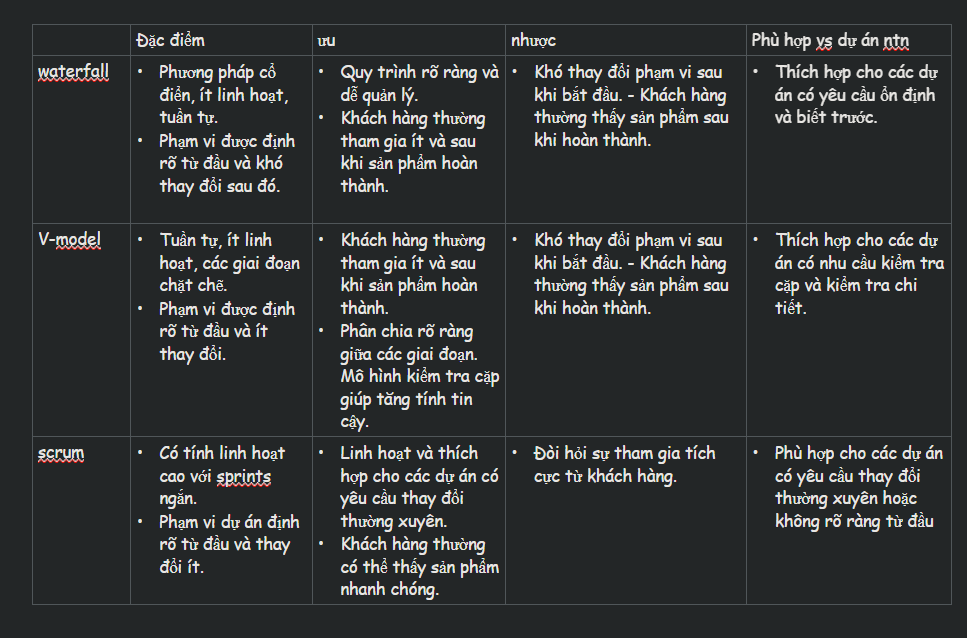 Đặc điểm
ưu
nhược
Phù hợp vs dự án ntn
waterfall
• Phương pháp cổ
điển, ít linh hoạt,
tuần tự.
• Phạm vi được định
rõ từ đầu và khó
thay đổi sau đó.
• Quy trình rõ ràng và
dễ quản lý.
• Khách hàng thường
tham gia ít và sau
khi sản phẩm hoàn
thành.
• Khó thay đổi phạm vi sau
khi bắt đầu. - Khách hàng
thường thấy sản phẩm sau
khi hoàn thành.
• Thích hợp cho các dự
án có yêu cầu ổn định
và biết trước.
V-model
• Tuần tự, ít linh
hoạt, các giai đoạn
chặt chẽ.
• Phạm vi được định
rõ từ đầu và ít
thay đổi.
• Khách hàng thường
tham gia ít và sau
khi sản phẩm hoàn
thành.
• Phân chia rõ ràng
giữa các giai đoạn.
Mô hình kiểm tra cặp
giúp tăng tính tin
cậy.
• Khó thay đổi phạm vi sau
khi bắt đầu. - Khách hàng
thường thấy sản phẩm sau
khi hoàn thành.
• Thích hợp cho các dự
án có nhu cầu kiểm tra
cặp và kiểm tra chi
tiết.
scrum
• Có tính linh hoạt
cao với sprints
ngắn.
• Phạm vi dự án định
rõ từ đầu và thay
đổi ít.
• Linh hoạt và thích
hợp cho các dự án có
yêu cầu thay đổi
thường xuyên.
• Khách hàng thường
có thể thấy sản phẩm
nhanh chóng.
• Đòi hỏi sự tham gia tích
cực từ khách hàng.
• Phù hợp cho các dự án
có yêu cầu thay đổi
thường xuyên hoặc
không rõ ràng từ đầu